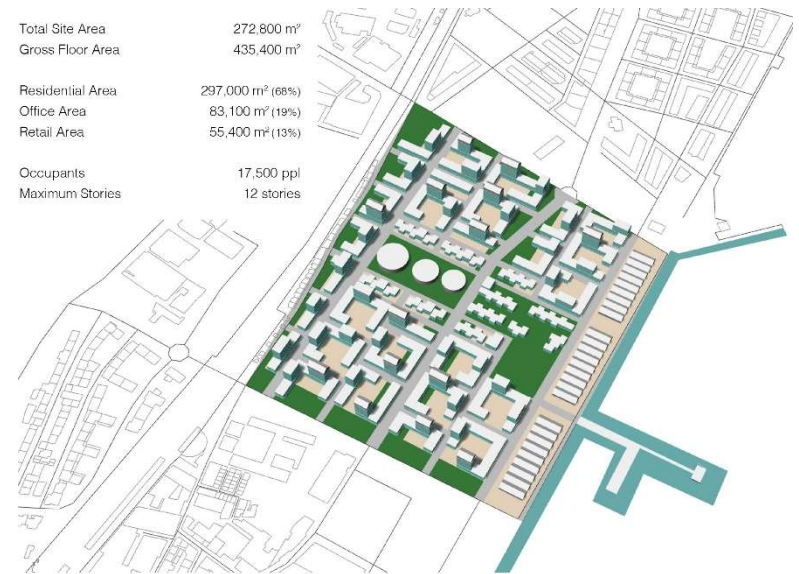 Total Site Area 272,800 m²
Gross Floor Area 435,400 m²
Residential Area 297,000 m² (68%)
Office Area 83,100 m² (19%)
Retail Area 55,400 m² (13%)
Occupants 17,500 ppl
Maximum Stories 12 stories